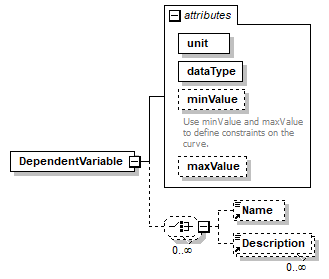 attributes
unit
dataType
minValue
Use minValue and maxValue
to define constraints on the
curve.
maxValue
DependentVariable
0..∞
Name
Description
0..∞